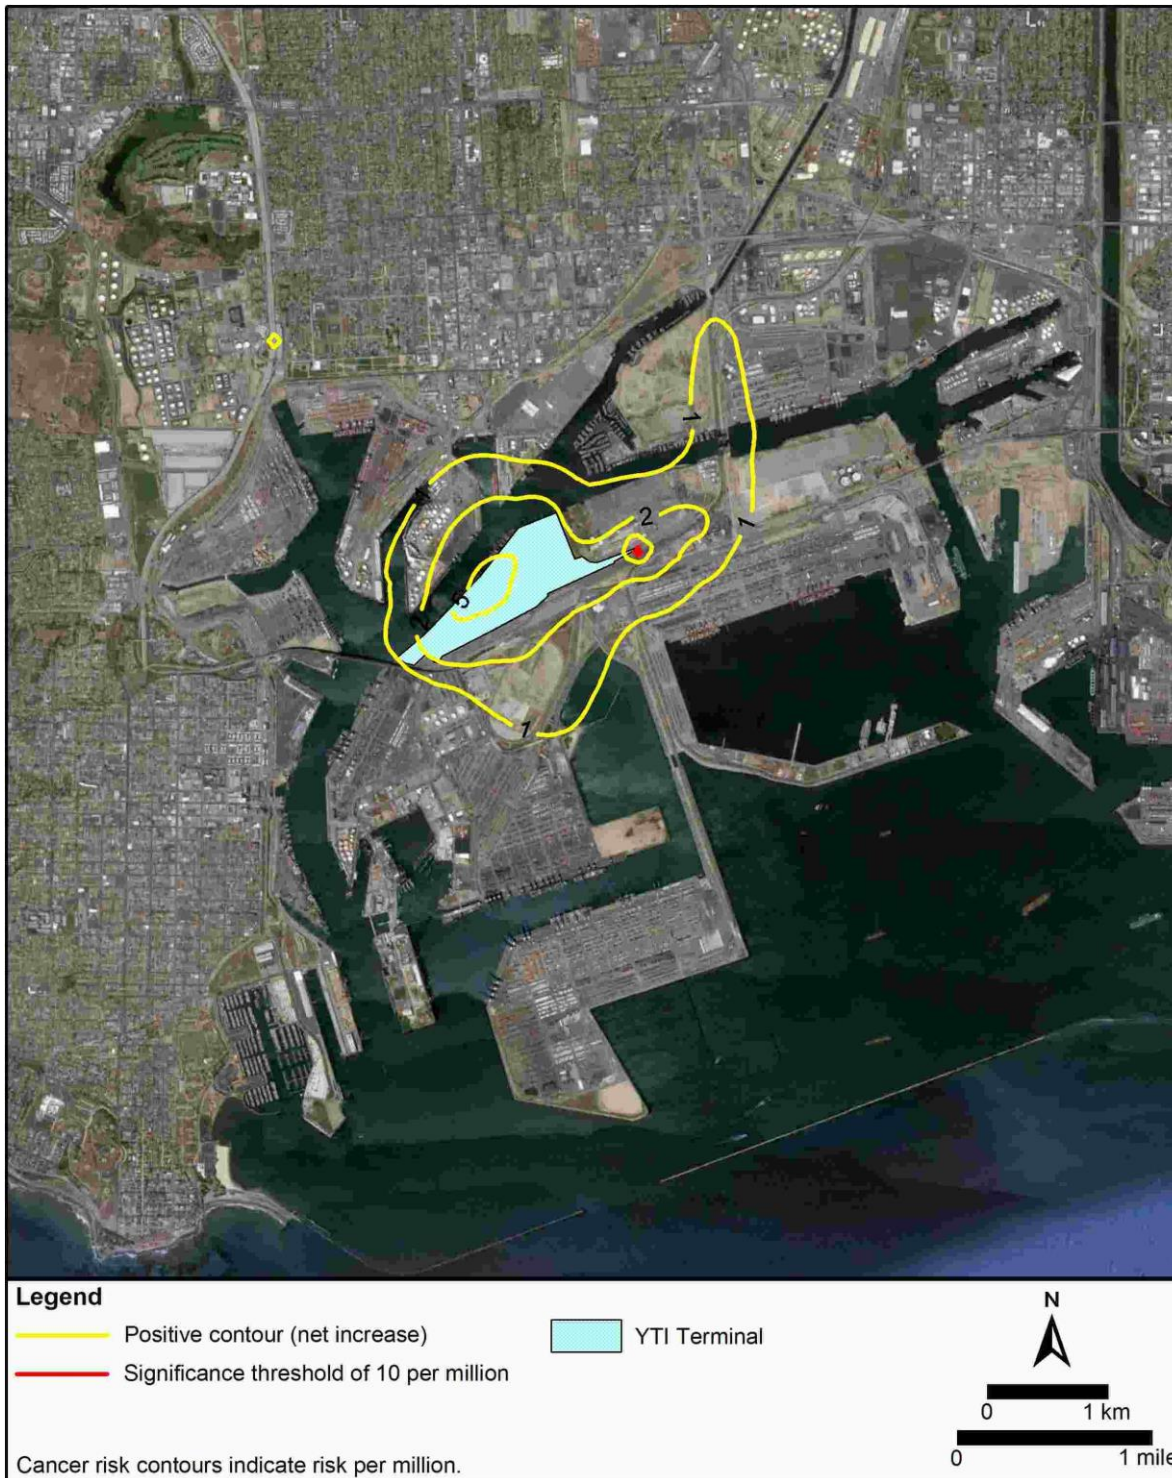 1
1
2
1
2
5
1
Legend
Positive contour (net increase)
YTI Terminal
Significance threshold of 10 per million
N
0 1 km
0 1 mile
Cancer risk contours indicate risk per million.